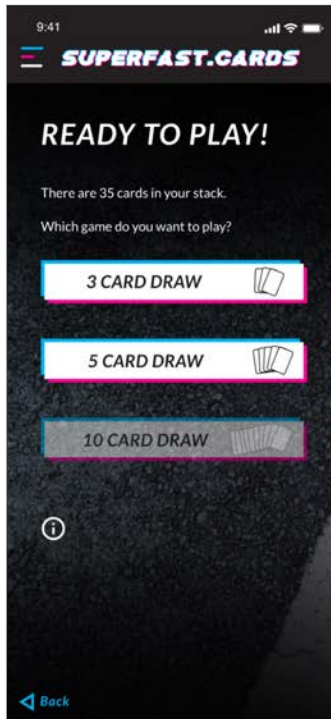 9:41
SUPERFAST.CARDS
READY TO PLAY!
There are 35 cards in your stack.
Which game do you want to play?
3 CARD DRAW
5 CARD DRAW
10 CARD DRAW
Back